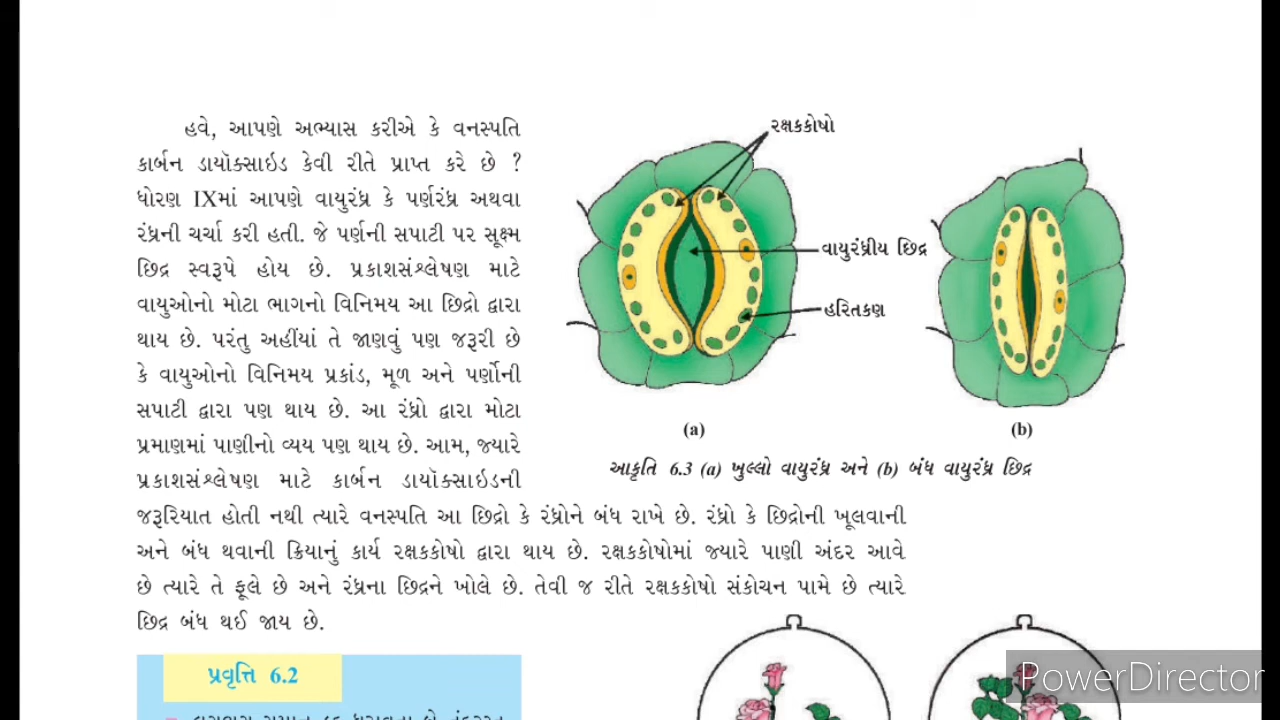 હવે, આપણે અભ્યાસ કરીએ કે વનસ્પતિ
કાર્બન ડાયૉક્સાઇડ કેવી રીતે પ્રાપ્ત કરે છે ?
ધોરણ IXમાં આપણે વાયુરંધ્ર કે પર્ણરંધ્ર અથવા
રંધ્રની ચર્ચા કરી હતી. જે પર્ણની સપાટી પર સૂક્ષ્મ
છિદ્ર સ્વરૂપે હોય છે. પ્રકાશસંશ્લેષણ માટે
વાયુઓનો મોટા ભાગનો વિનિમય આ છિદ્રો દ્વારા
થાય છે. પરંતુ અહીંયાં તે જાણવું પણ જરૂરી છે
કે વાયુઓનો વિનિમય પ્રકાંડ, મૂળ અને પર્ણોની
સપાટી દ્વારા પણ થાય છે. આ રંધ્રો દ્વારા મોટા
પ્રમાણમાં પાણીનો વ્યય પણ થાય છે. આમ, જ્યારે
પ્રકાશસંશ્લેષણ માટે કાર્બન ડાયૉક્સાઇડની
જરૂરિયાત હોતી નથી ત્યારે વનસ્પતિ આ છિદ્રો કે રંધ્રોને બંધ રાખે છે. રંધ્રો કે છિદ્રોની ખૂલવાની
અને બંધ થવાની ક્રિયાનું કાર્ય રક્ષકકોષો દ્વારા થાય છે. રક્ષકકોષોમાં જ્યારે પાણી અંદર આવે
છે ત્યારે તે ફૂલે છે અને રંધ્રના છિદ્રને ખોલે છે. તેવી જ રીતે રક્ષકકોષો સંકોચન પામે છે ત્યારે
છિદ્ર બંધ થઈ જાય છે.
રક્ષકકોષો
વાયુરંધ્રીય છિદ્ર
હરિતકણ
(a)
(b)
આકૃતિ 6.3 (a) ખુલ્લો વાયુરંધ્ર અને (b) બંધ વાયુરંધ્ર છિદ્ર
પ્રવૃત્તિ 6.2
PowerDirector